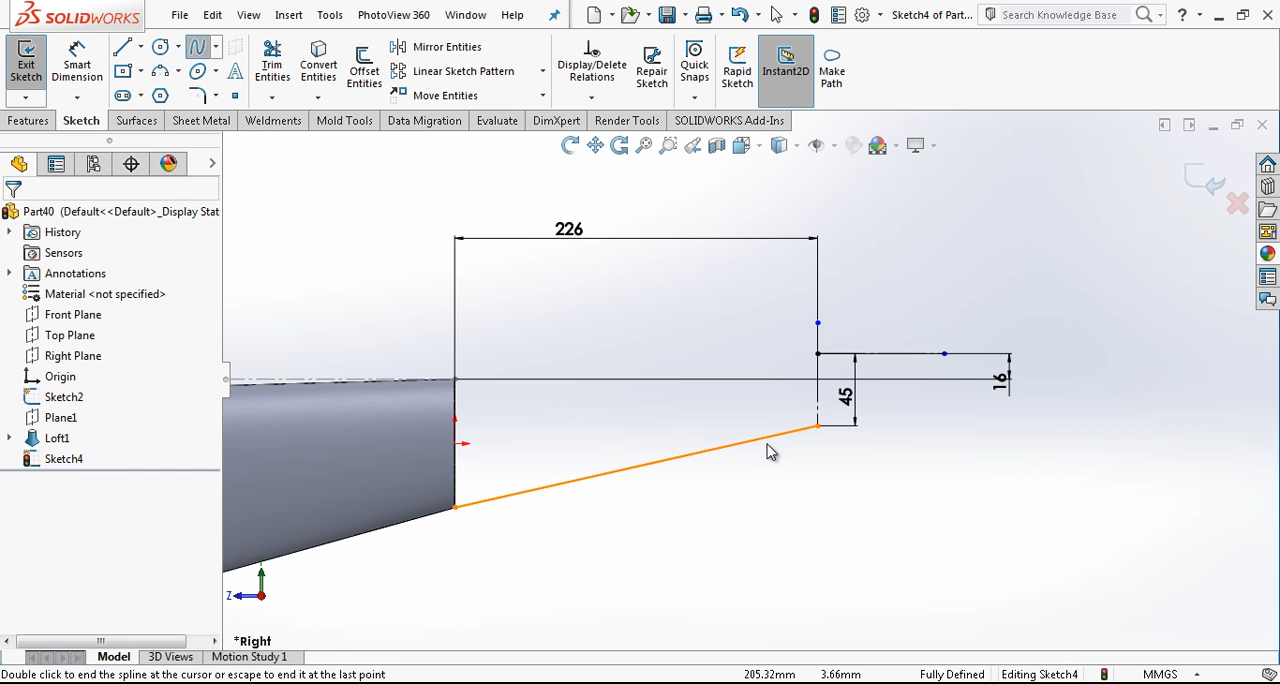 SOLIDWORKS
File Edit View Insert Tools PhotoView 360 Window Help
Sketch4 of Part...
Search Knowledge Base
?
Exit Sketch
Smart Dimension
Trim Entities
Convert Entities
Offset Entities
Mirror Entities
Linear Sketch Pattern
Move Entities
Display/Delete Relations
Repair Sketch
Quick Snaps
Rapid Sketch
Instant2D
Make Path
Features Sketch Surfaces Sheet Metal Weldments Mold Tools Data Migration Evaluate DimXpert Render Tools SOLIDWORKS Add-Ins
Part40 (Default<<Default>_Display Stat
History
Sensors
Annotations
Material <not specified>
Front Plane
Top Plane
Right Plane
Origin
Sketch2
Plane1
Loft1
Sketch4
226
16
45
Z
*Right
Model 3D Views Motion Study 1
Double click to end the spline at the cursor or escape to end it at the last point 205.32mm 3.66mm Fully Defined Editing Sketch4 MMGS